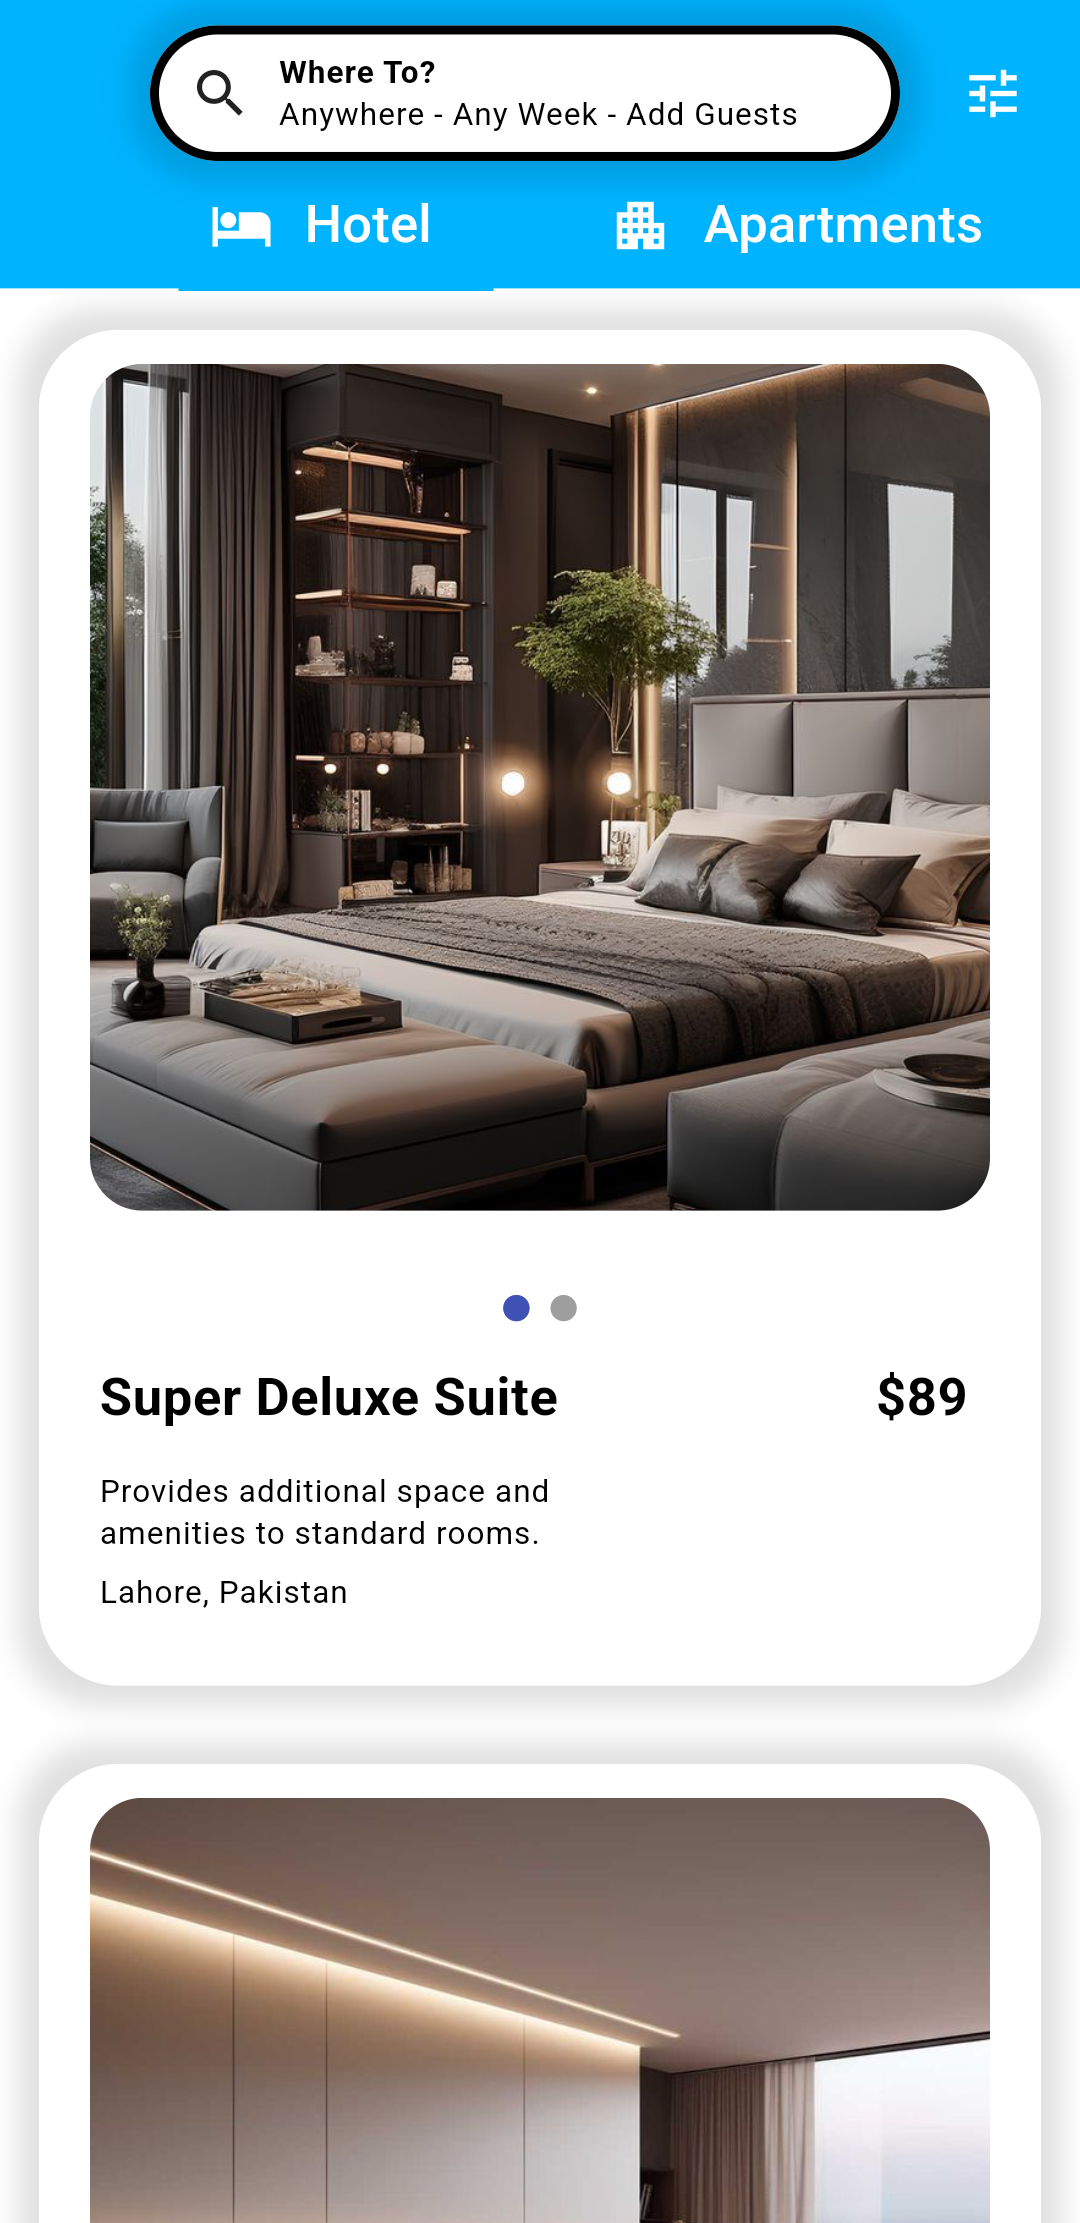 Where To?
Anywhere - Any Week - Add Guests
Hotel
Apartments
Super Deluxe Suite
$89
Provides additional space and
amenities to standard rooms.
Lahore, Pakistan